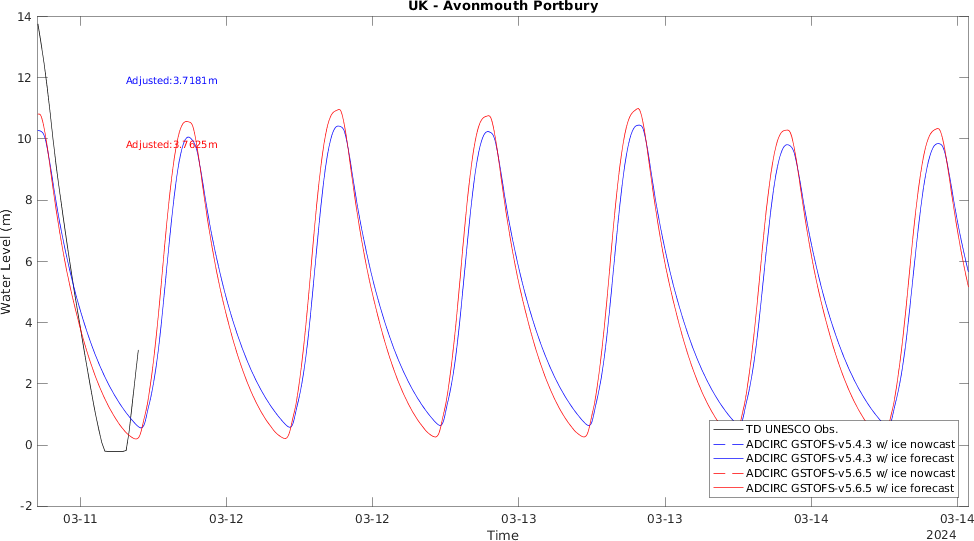 UK - Avonmouth Portbury
14
12
10
8
6
4
2
0
-2
Water Level (m)
Adjusted:3.7181m
Adjusted:3.7625m
TD UNESCO Obs.
ADCIRC GSTOFS-v5.4.3 w/ ice nowcast
ADCIRC GSTOFS-v5.4.3 w/ ice forecast
ADCIRC GSTOFS-v5.6.5 w/ ice nowcast
ADCIRC GSTOFS-v5.6.5 w/ ice forecast
03-11 03-12 03-12 03-13 03-13 03-14 03-14
Time
2024